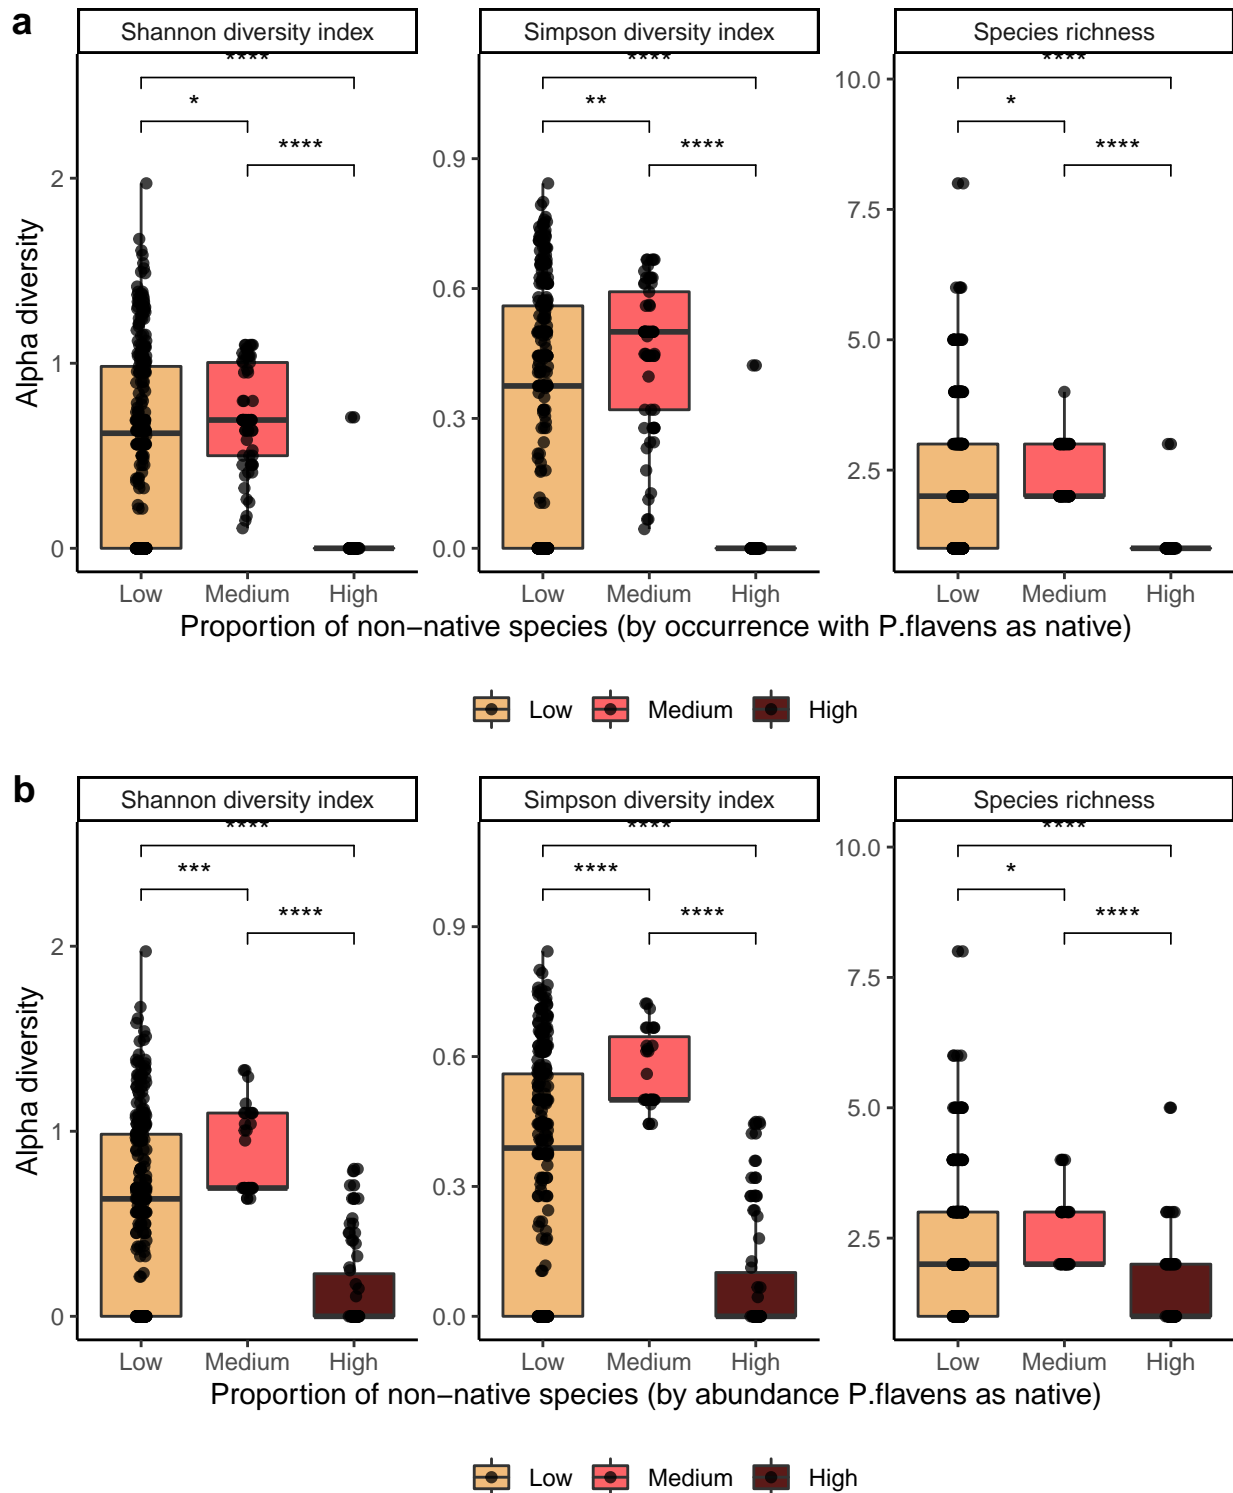 a
Shannon diversity index
Simpson diversity index
Species richness
Alpha diversity
2
1
0
****
*
****
Low Medium High
0.9
0.6
0.3
0.0
****
**
****
Low Medium High
10.0
7.5
5.0
2.5
****
*
****
Low Medium High
Proportion of non−native species (by occurrence with P.flavens as native)
Low Medium High
b
Shannon diversity index
Simpson diversity index
Species richness
Alpha diversity
2
1
0
****
***
****
Low Medium High
0.9
0.6
0.3
0.0
****
****
****
Low Medium High
10.0
7.5
5.0
2.5
****
*
****
Low Medium High
Proportion of non−native species (by abundance P.flavens as native)
Low Medium High